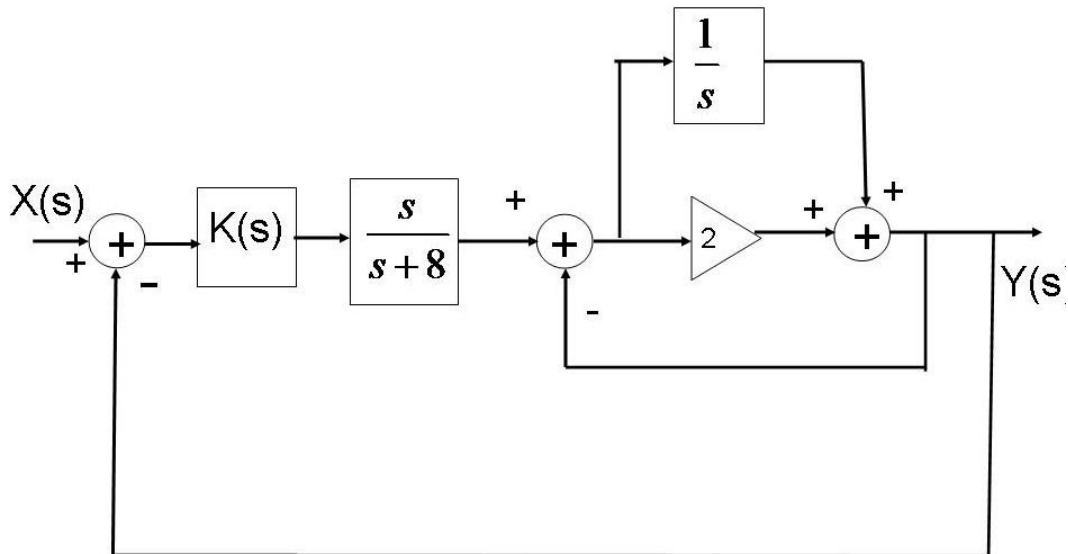 1
s
X(s)
+
+
-
K(s)
s
s + 8
+
+
-
2
+
+
+
Y(s)